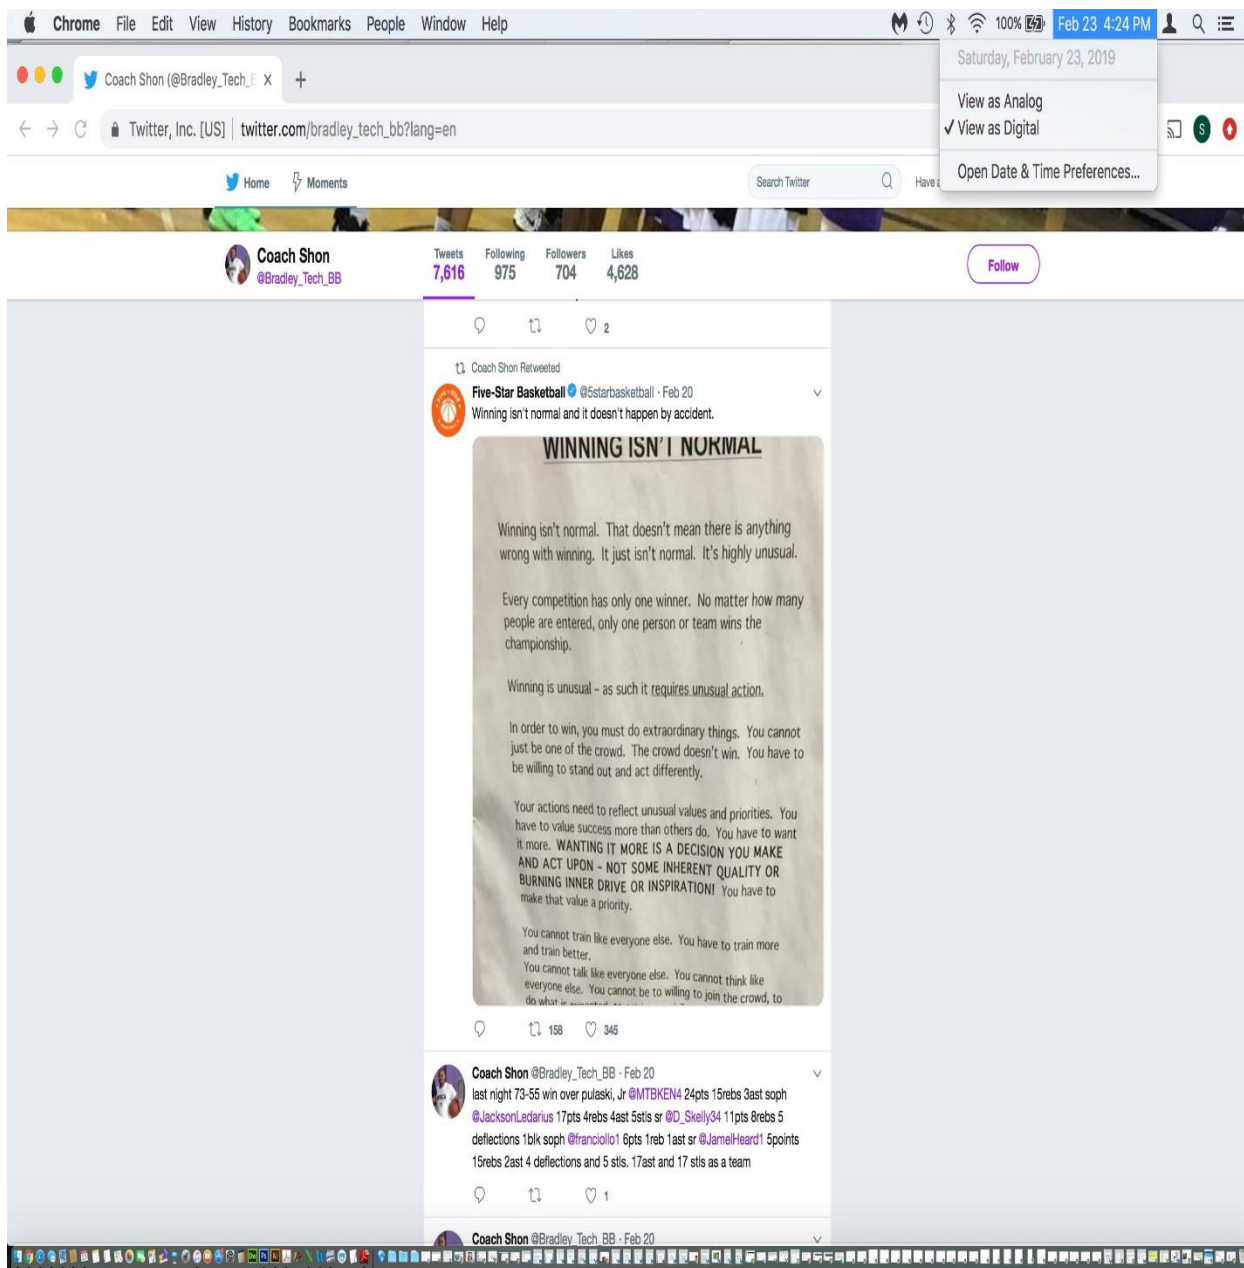 Chrome File Edit View History Bookmarks People Window Help 100% Feb 23 4:24 PM
Saturday, February 23, 2019
View as Analog
✓ View as Digital
Open Date & Time Preferences...
Coach Shon (@Bradley_Tech_
Twitter, Inc. [US] twitter.com/bradley_tech_bb?lang=en
S
Home Moments Search Twitter Have a
Coach Shon
@Bradley_Tech_BB
Tweets Following Followers Likes
7,616 975 704 4,628
Follow
2
Coach Shon Retweeted
Five-Star Basketball @5starbasketball · Feb 20
Winning isn't normal and it doesn't happen by accident.
WINNING ISN'T NORMAL
Winning isn't normal. That doesn't mean there is anything
wrong with winning. It just isn't normal. It's highly unusual.
Every competition has only one winner. No matter how many
people are entered, only one person or team wins the
championship.
Winning is unusual – as such it requires unusual action.
In order to win, you must do extraordinary things. You cannot
just be one of the crowd. The crowd doesn't win. You have to
be willing to stand out and act differently.
Your actions need to reflect unusual values and priorities. You
have to value success more than others do. You have to want
it more. WANTING IT MORE IS A DECISION YOU MAKE
AND ACT UPON – NOT SOME INHERENT QUALITY OR
BURNING INNER DRIVE OR INSPIRATION! You have to
make that value a priority.
You cannot train like everyone else. You have to train more
and train better.
You cannot talk like everyone else. You cannot think like
everyone else. You cannot be to willing to join the crowd, to
do what is
158 345
Coach Shon @Bradley_Tech_BB · Feb 20
last night 73-55 win over pulaski, Jr @MTBKEN4 24pts 15rebs 3ast soph
@JacksonLedarius 17pts 4rebs 4ast 5stls sr @D_Skelly34 11pts 8rebs 5
deflections 1blk soph @franciollo1 6pts 1reb 1ast sr @JamelHeard1 5points
15rebs 2ast 4 deflections and 5 stls. 17ast and 17 stls as a team
1
Coach Shon @Bradley_Tech_BB · Feb 20